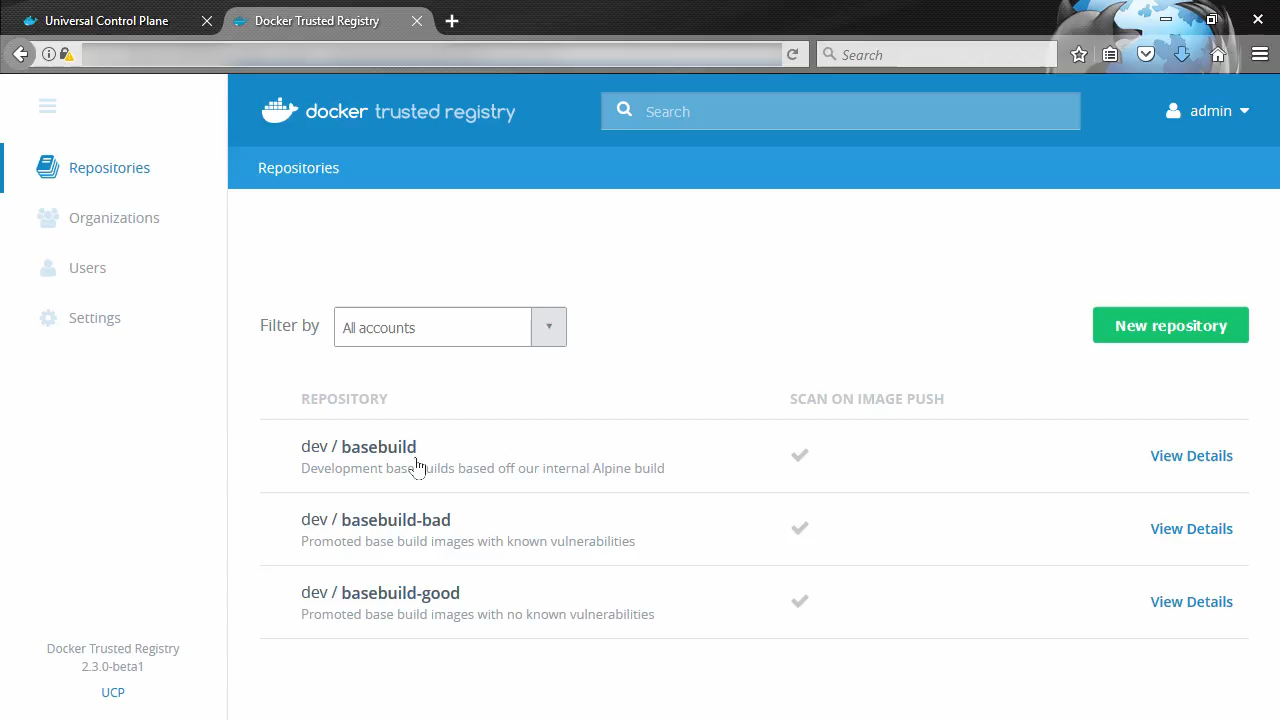 Universal Control Plane
Docker Trusted Registry
Search
docker trusted registry
Search
admin
Repositories
Repositories
Organizations
Users
Settings
Filter by
All accounts
New repository
REPOSITORY
SCAN ON IMAGE PUSH
dev / basebuild
Development base builds based off our internal Alpine build
View Details
dev / basebuild-bad
Promoted base build images with known vulnerabilities
View Details
dev / basebuild-good
Promoted base build images with no known vulnerabilities
View Details
Docker Trusted Registry
2.3.0-beta1
UCP